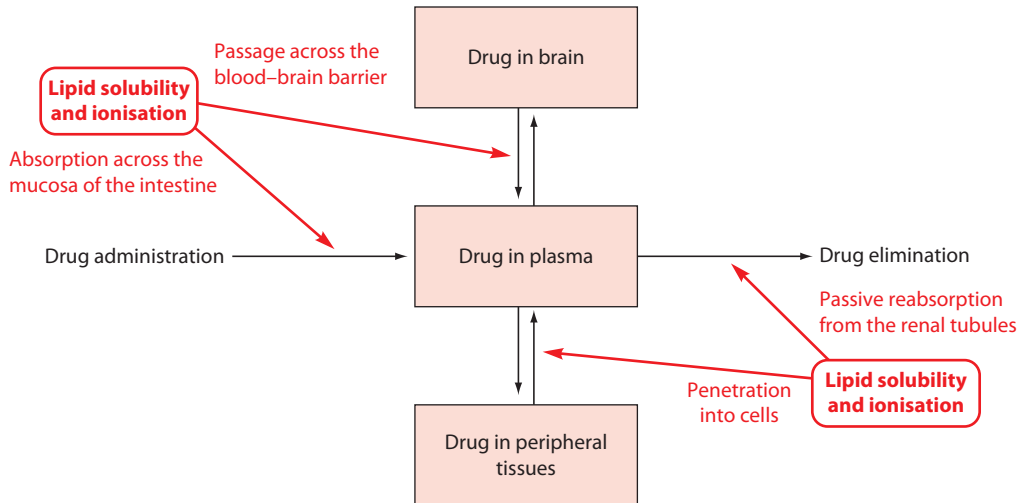 Drug in brain
Passage across the
blood–brain barrier
Lipid solubility
and ionisation
Absorption across the
mucosa of the intestine
Drug administration
Drug in plasma
Drug elimination
Passive reabsorption
from the renal tubules
Lipid solubility
and ionisation
Penetration
into cells
Drug in peripheral
tissues